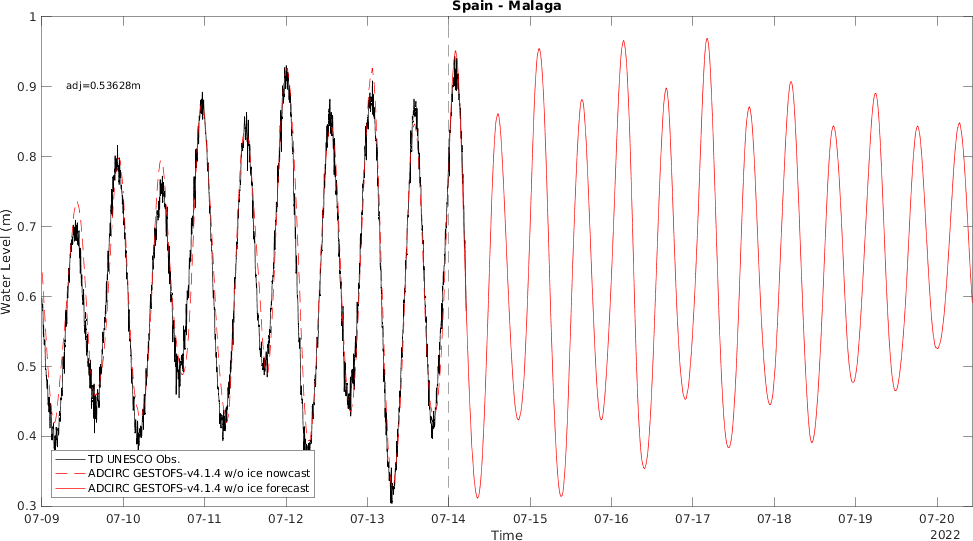 Spain - Malaga
1
0.9
0.8
0.7
0.6
0.5
0.4
0.3
Water Level (m)
adj=0.53628m
TD UNESCO Obs.
ADCIRC GESTOFS-v4.1.4 w/o ice nowcast
ADCIRC GESTOFS-v4.1.4 w/o ice forecast
07-09 07-10 07-11 07-12 07-13 07-14 07-15 07-16 07-17 07-18 07-19 07-20
2022
Time